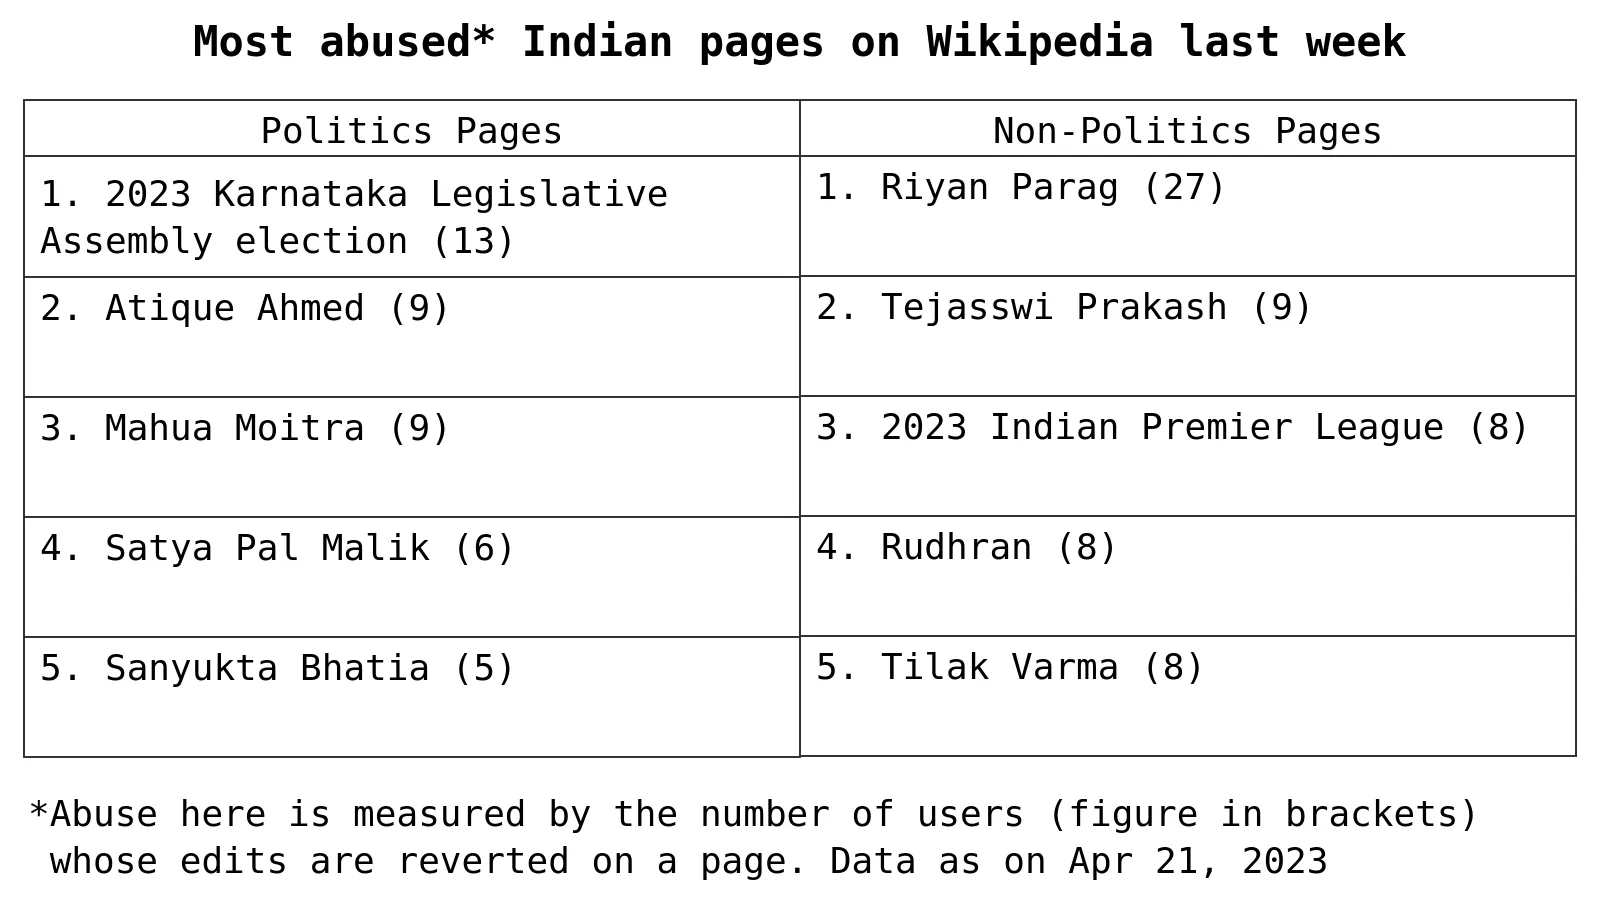 Most abused* Indian pages on Wikipedia last week
Politics Pages
Non-Politics Pages
1. 2023 Karnataka Legislative
Assembly election (13)
1. Riyan Parag (27)
2. Atique Ahmed (9)
2. Tejasswi Prakash (9)
3. Mahua Moitra (9)
3. 2023 Indian Premier League (8)
4. Satya Pal Malik (6)
4. Rudhran (8)
5. Sanyukta Bhatia (5)
5. Tilak Varma (8)
*Abuse here is measured by the number of users (figure in brackets)
whose edits are reverted on a page. Data as on Apr 21, 2023